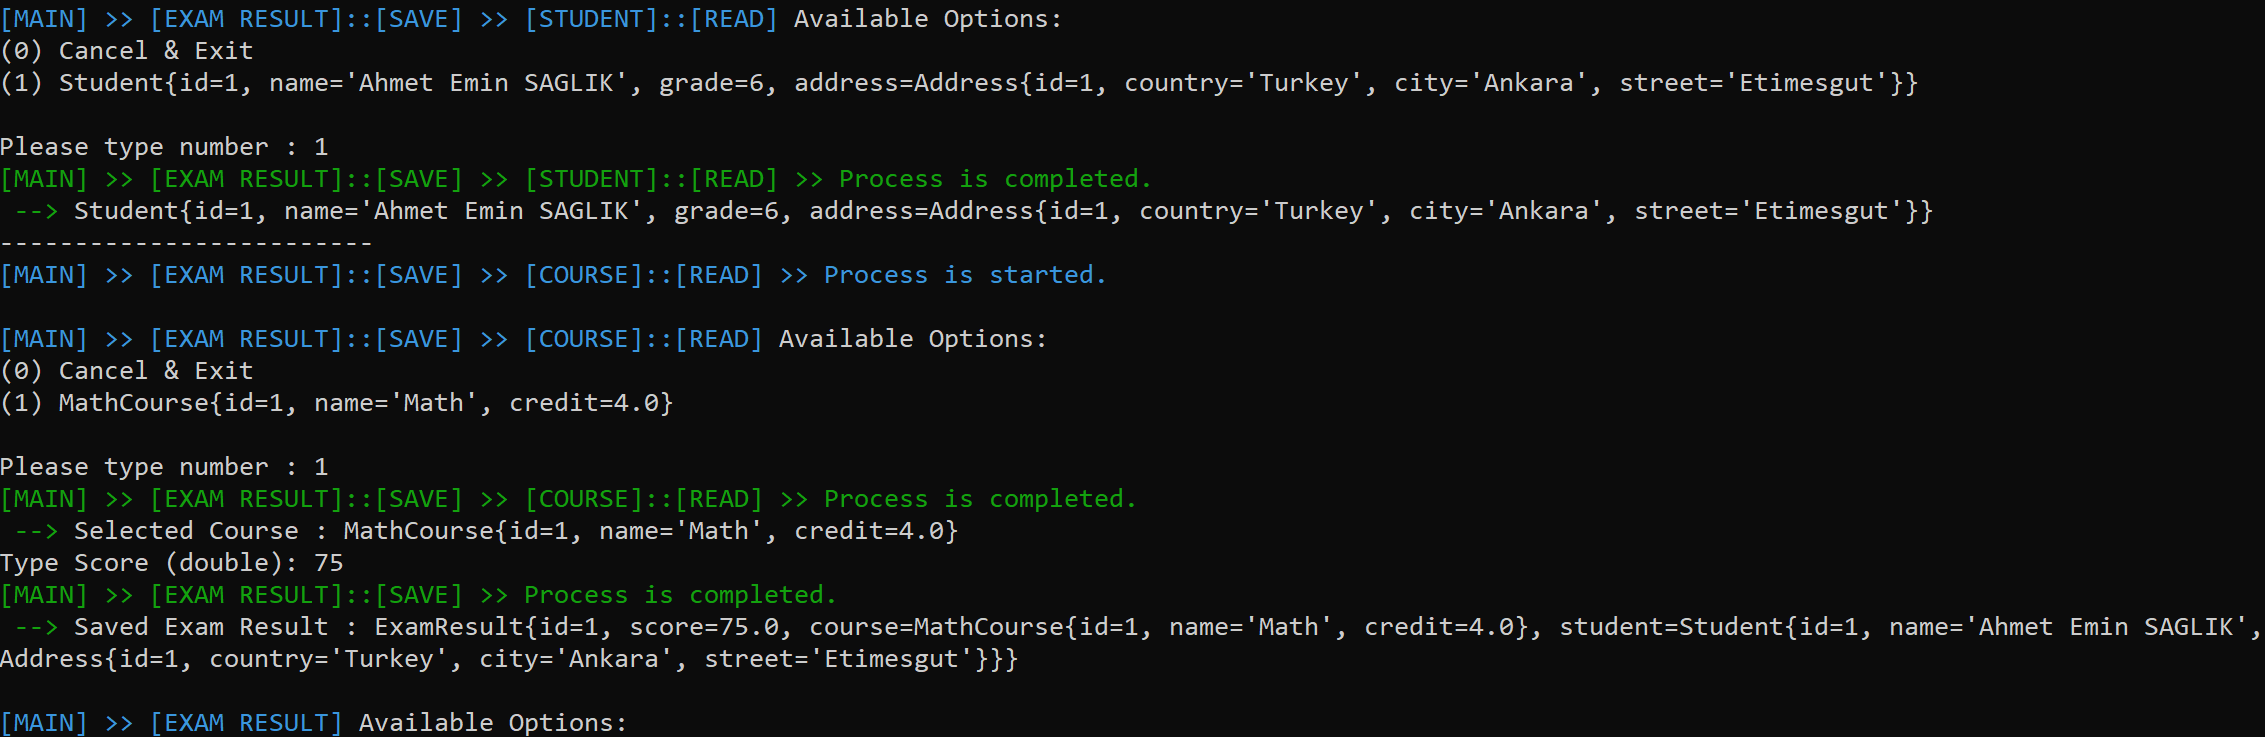 [MAIN] >> [EXAM RESULT]::[SAVE] >> [STUDENT]::[READ] Available Options:
(0) Cancel & Exit
(1) Student{id=1, name='Ahmet Emin SAGLIK', grade=6, address=Address{id=1, country='Turkey', city='Ankara', street='Etimesgut'}}
Please type number : 1
[MAIN] >> [EXAM RESULT]::[SAVE] >> [STUDENT]::[READ] >> Process is completed.
--> Student{id=1, name='Ahmet Emin SAGLIK', grade=6, address=Address{id=1, country='Turkey', city='Ankara', street='Etimesgut'}}
-------------------------
[MAIN] >> [EXAM RESULT]::[SAVE] >> [COURSE]::[READ] >> Process is started.
[MAIN] >> [EXAM RESULT]::[SAVE] >> [COURSE]::[READ] Available Options:
(0) Cancel & Exit
(1) MathCourse{id=1, name='Math', credit=4.0}
Please type number : 1
[MAIN] >> [EXAM RESULT]::[SAVE] >> [COURSE]::[READ] >> Process is completed.
--> Selected Course : MathCourse{id=1, name='Math', credit=4.0}
Type Score (double): 75
[MAIN] >> [EXAM RESULT]::[SAVE] >> Process is completed.
--> Saved Exam Result : ExamResult{id=1, score=75.0, course=MathCourse{id=1, name='Math', credit=4.0}, student=Student{id=1, name='Ahmet Emin SAGLIK',
Address{id=1, country='Turkey', city='Ankara', street='Etimesgut'}}}
[MAIN] >> [EXAM RESULT] Available Options: